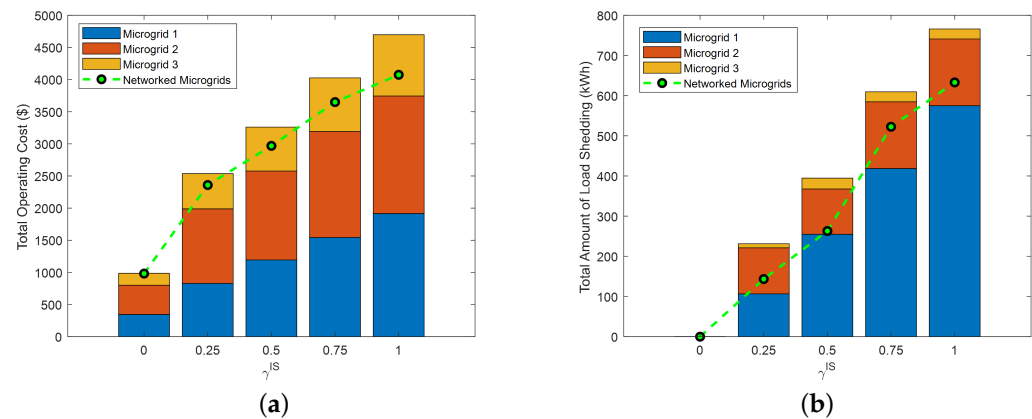 5000
4500
4000
3500
3000
2500
2000
1500
1000
500
0
Total Operating Cost ($)
Microgrid 1
Microgrid 2
Microgrid 3
Networked Microgrids
0 0.25 0.5 0.75 1
γ^IS
(a)
800
700
600
500
400
300
200
100
0
Total Amount of Load Shedding (kWh)
Microgrid 1
Microgrid 2
Microgrid 3
Networked Microgrids
0 0.25 0.5 0.75 1
γ^IS
(b)